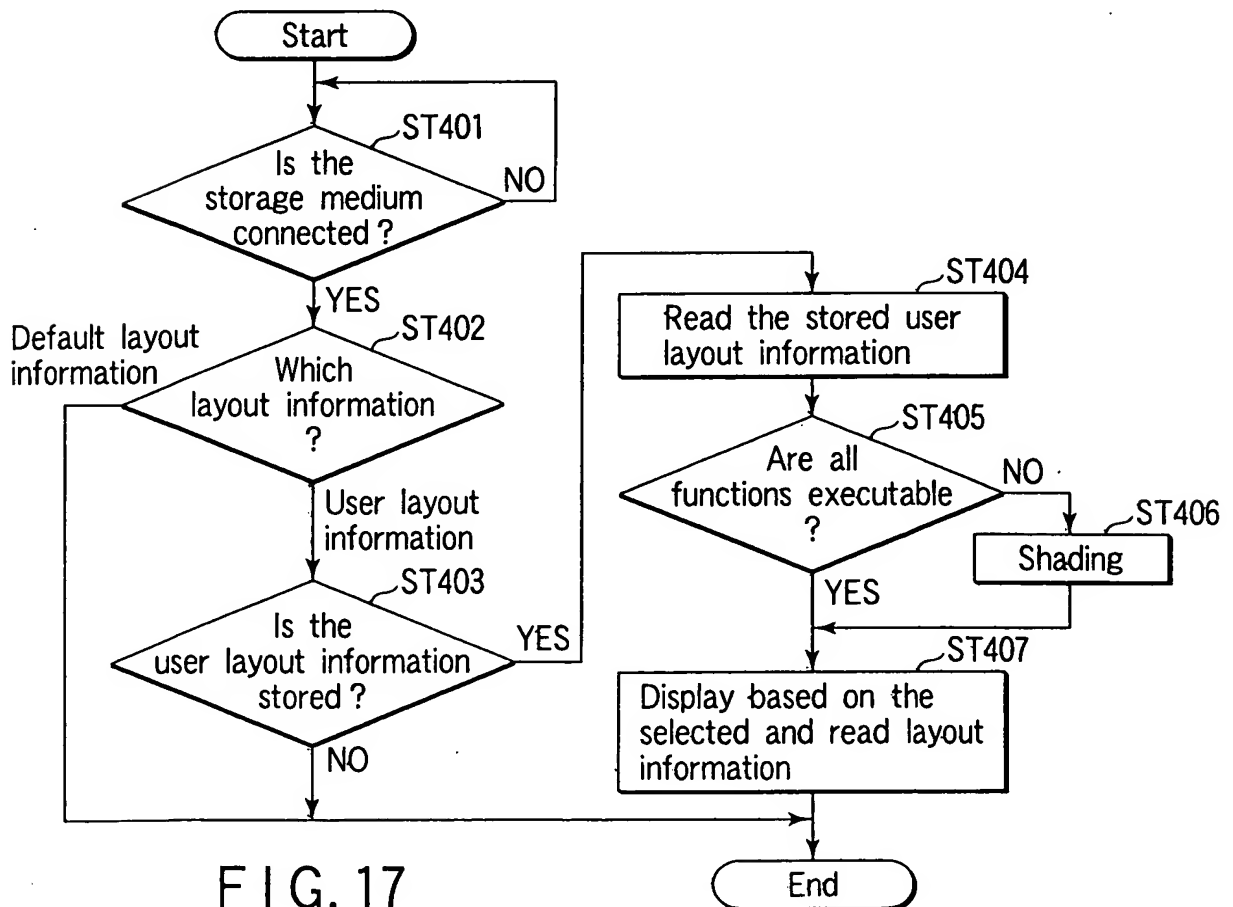 Start
ST401
Is the
storage medium
connected ?
NO
YES
ST402
Default layout
information
Which
layout information
?
User layout
information
ST403
Is the
user layout information
stored ?
YES
NO
ST404
Read the stored user
layout information
ST405
Are all
functions executable
?
NO
ST406
Shading
YES
ST407
Display based on the
selected and read layout
information
End
FIG. 17